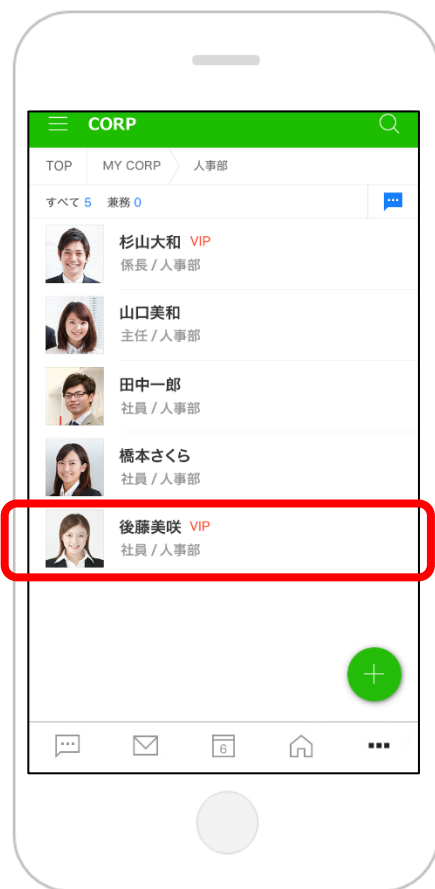 CORP
TOP MY CORP 人事部
すべて 5 兼務 0
杉山大和 VIP
係長 / 人事部
山口美和
主任 / 人事部
田中一郎
社員 / 人事部
橋本さくら
社員 / 人事部
後藤美咲 VIP
社員 / 人事部
6